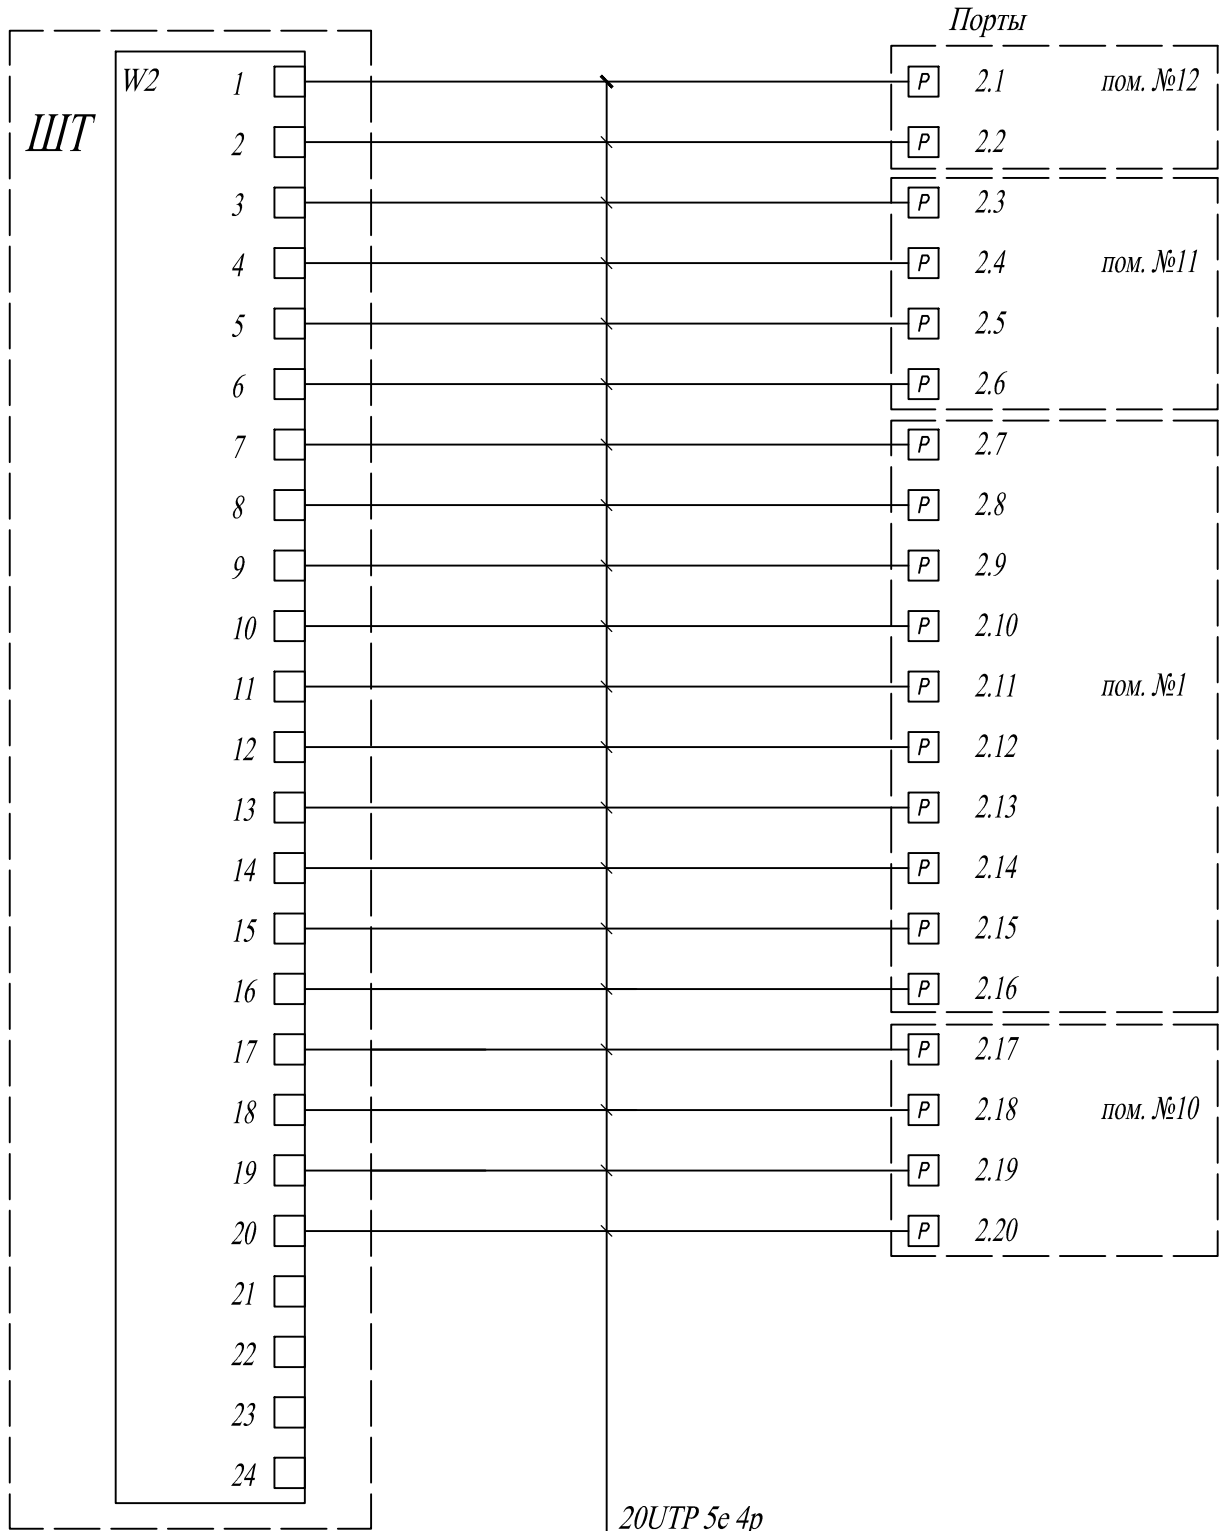 Порты
W2 1 P 2.1 пом. №12
ШТ
2 P 2.2
3 P 2.3
4 P 2.4 пом. №11
5 P 2.5
6 P 2.6
7 P 2.7
8 P 2.8
9 P 2.9
10 P 2.10
11 P 2.11 пом. №1
12 P 2.12
13 P 2.13
14 P 2.14
15 P 2.15
16 P 2.16
17 P 2.17
18 P 2.18 пом. №10
19 P 2.19
20 P 2.20
21
22
23
24
20UTP 5e 4p